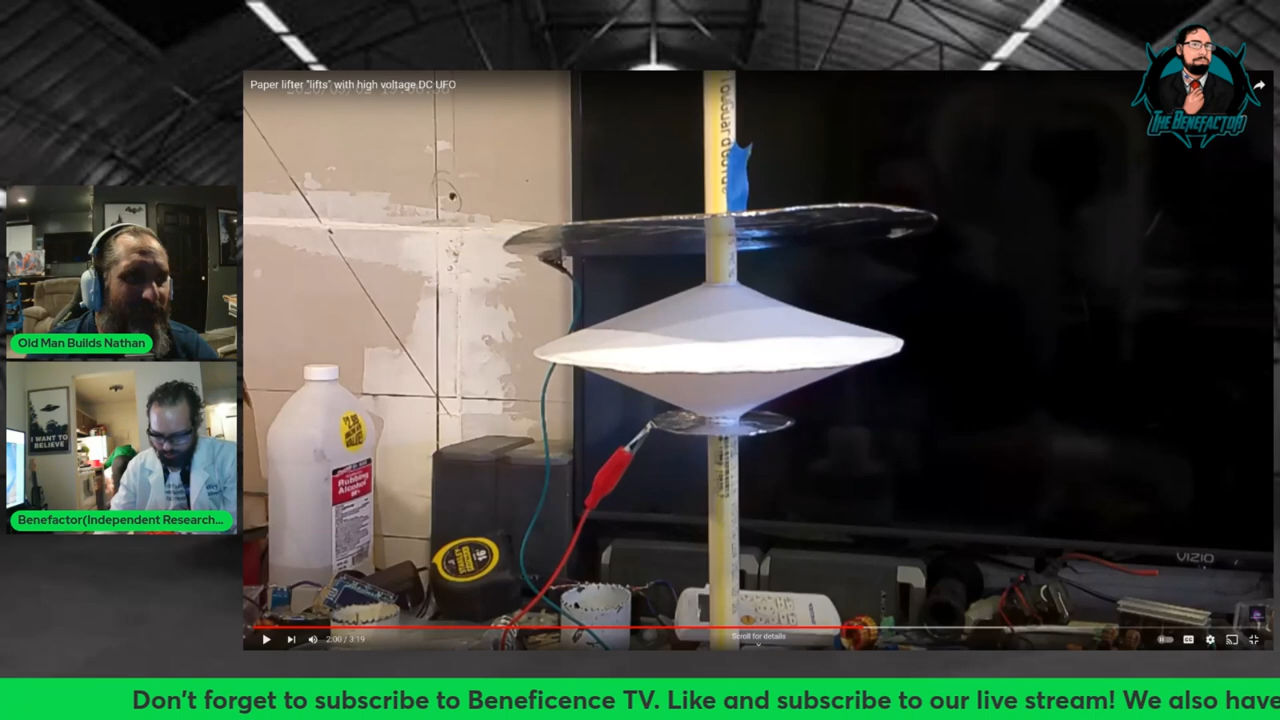 Paper lifter "lifts" with high voltage DC UFO
THE BENEFACTOR
Old Man Builds Nathan
I WANT TO
BELIEVE
Benefactor(Independent Research...
Rubbing
Alcohol
VIZIO
2:00 / 3:19
Scroll for details
Don't forget to subscribe to Beneficence TV. Like and subscribe to our live stream! We also have